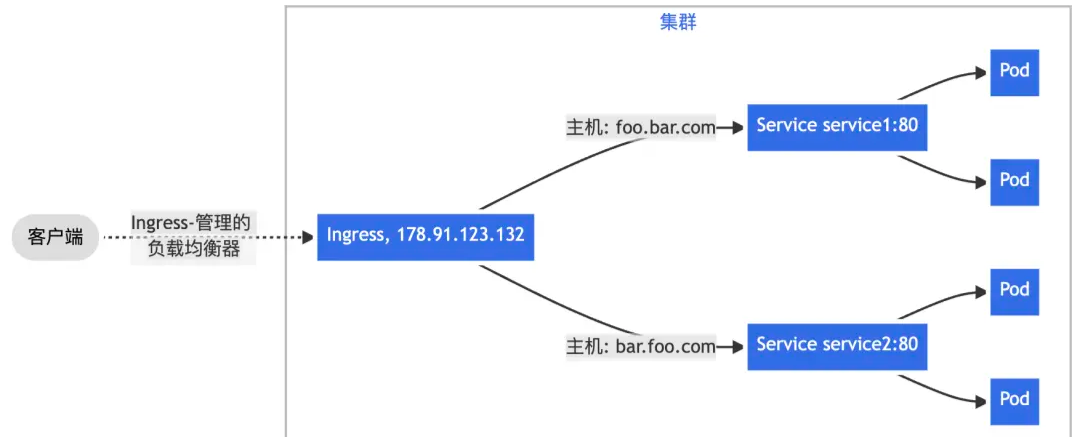 集群
Pod
主机: foo.bar.com
Service service1:80
Pod
客户端
Ingress-管理的
负载均衡器
Ingress, 178.91.123.132
Pod
主机: bar.foo.com
Service service2:80
Pod